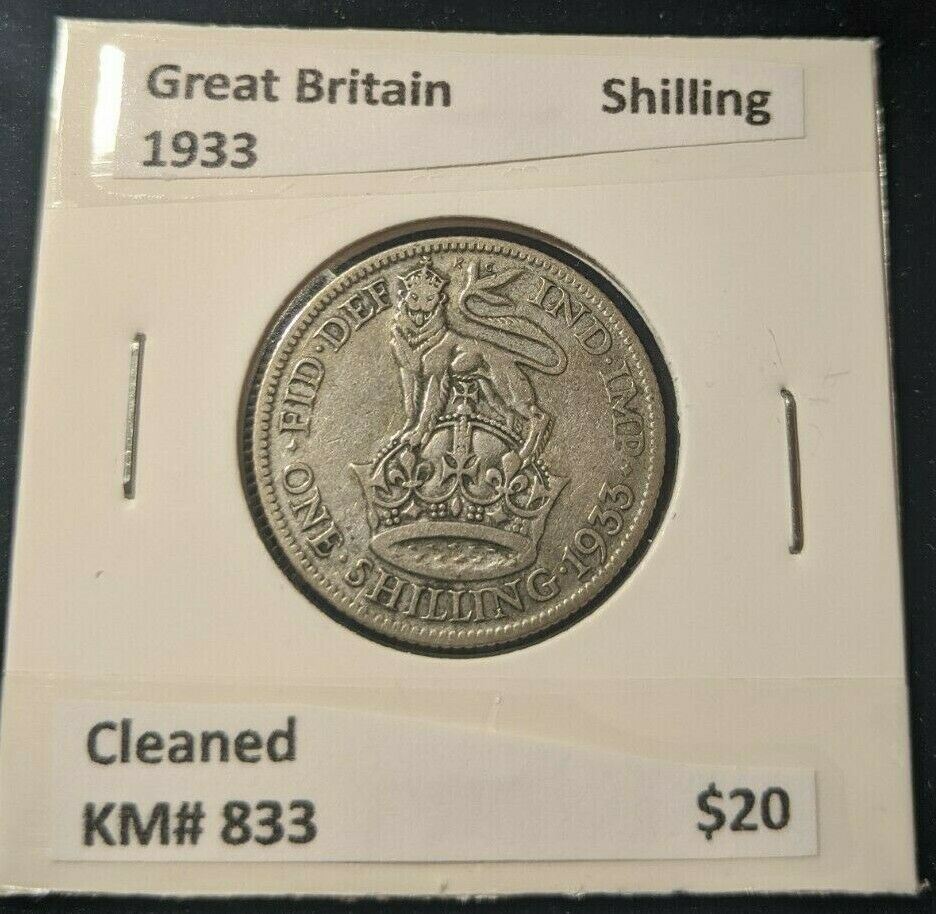 Great Britain Shilling
1933
FID · DEF IND · IMP ·
ONE · SHILLING · 1933
K G
Cleaned
KM# 833 $20